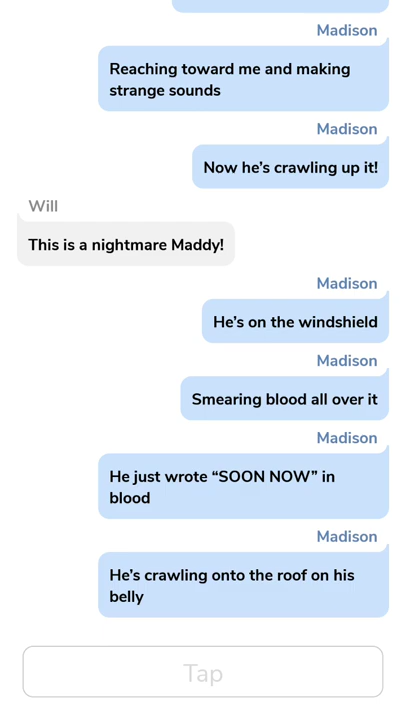 Madison
Reaching toward me and making
strange sounds
Madison
Now he’s crawling up it!
Will
This is a nightmare Maddy!
Madison
He’s on the windshield
Madison
Smearing blood all over it
Madison
He just wrote “SOON NOW” in
blood
Madison
He’s crawling onto the roof on his
belly
Tap